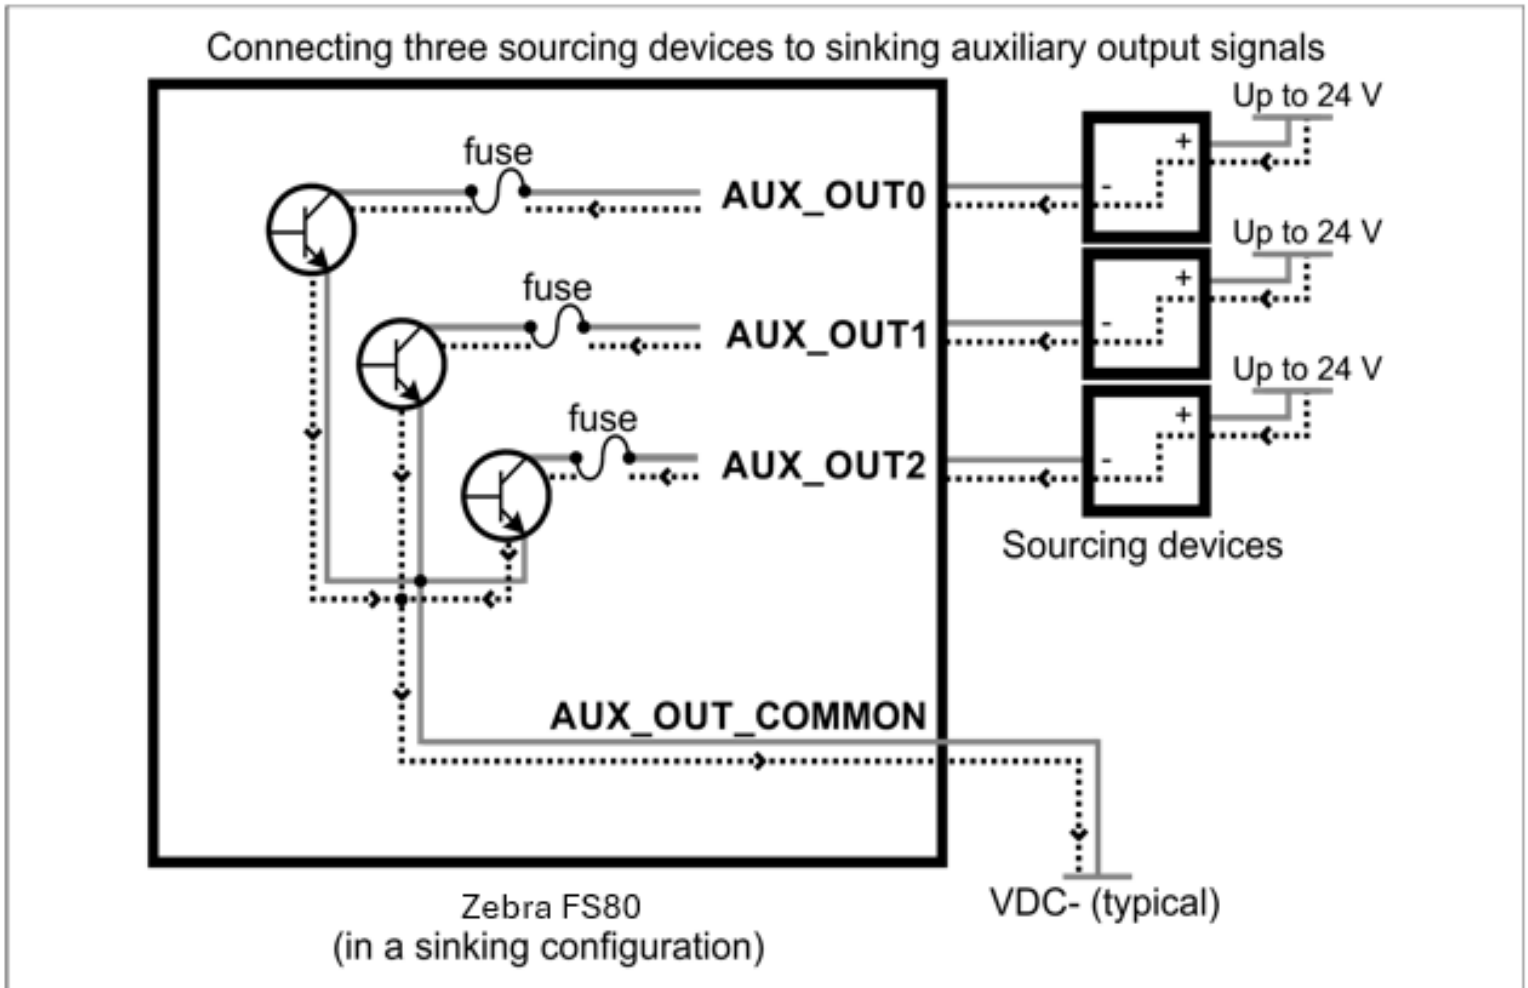 Connecting three sourcing devices to sinking auxiliary output signals
Up to 24 V
fuse
+
AUX_OUT0
-
Up to 24 V
fuse
+
AUX_OUT1
-
Up to 24 V
fuse
+
AUX_OUT2
-
Sourcing devices
AUX_OUT_COMMON
Zebra FS80
VDC- (typical)
(in a sinking configuration)